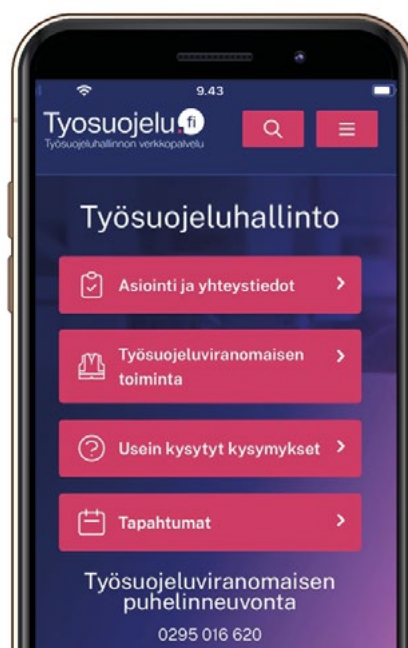 9.43
Tyosuojelu.fi
Työsuojeluhallinnon verkkopalvelu
Työsuojeluhallinto
Asiointi ja yhteystiedot
Työsuojeluviranomaisen
toiminta
Usein kysytyt kysymykset
Tapahtumat
Työsuojeluviranomaisen
puhelinneuvonta
0295 016 620